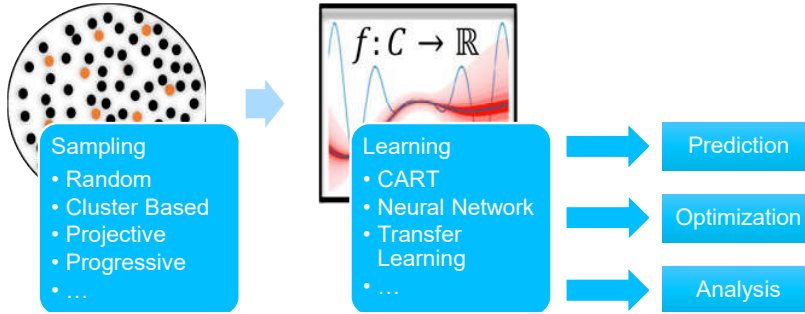 f: C → ℝ
Sampling
• Random
• Cluster Based
• Projective
• Progressive
• …
Learning
• CART
• Neural Network
• Transfer
Learning
• …
Prediction
Optimization
Analysis